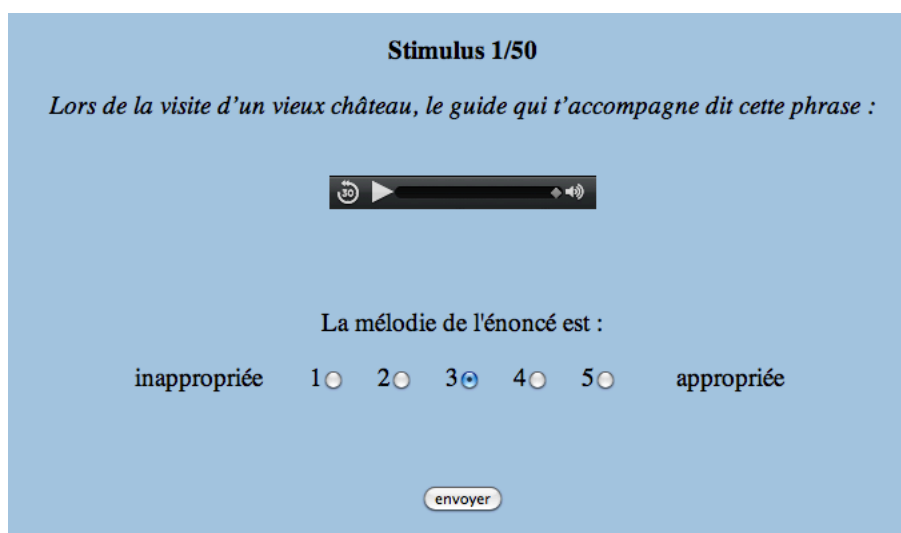 Stimulus 1/50
Lors de la visite d’un vieux château, le guide qui t’accompagne dit cette phrase :
30
La mélodie de l'énoncé est :
inappropriée 1 2 3 4 5 appropriée
envoyer